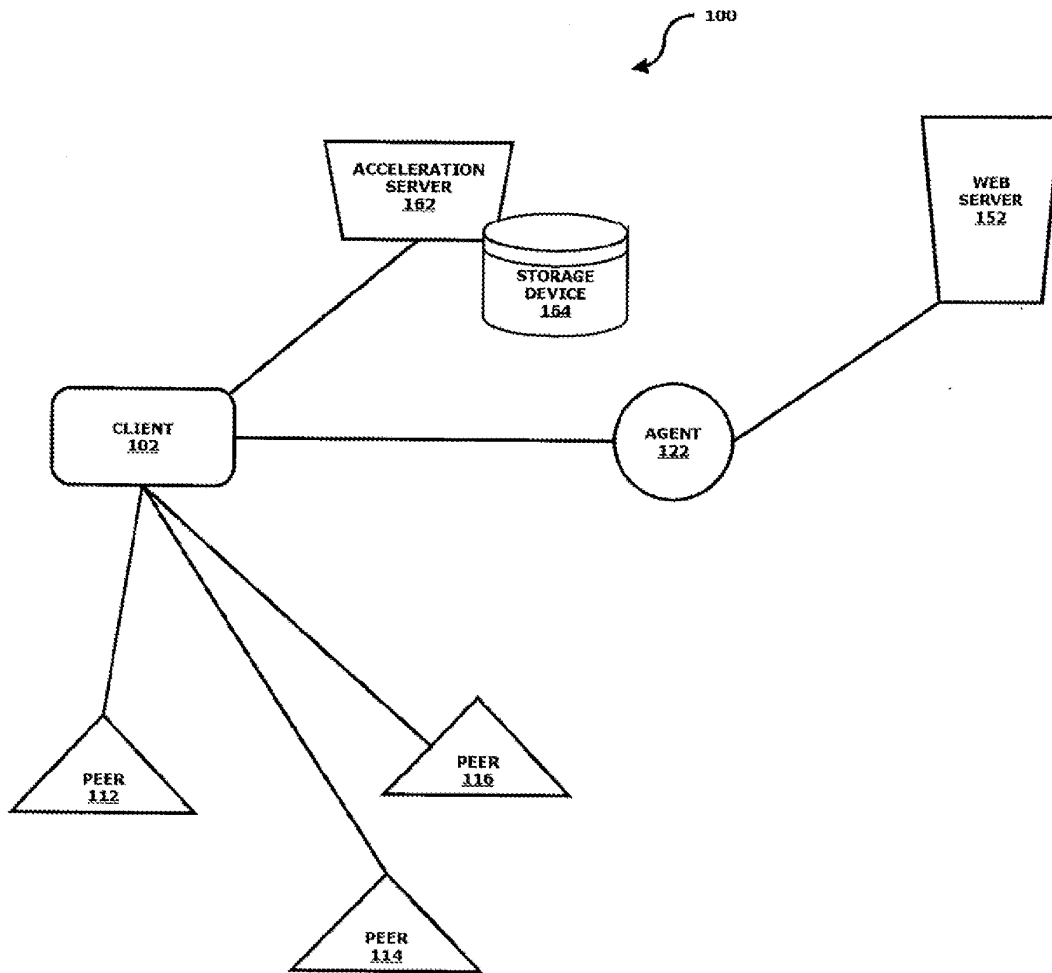 100
ACCELERATION
SERVER
162
WEB
SERVER
152
STORAGE
DEVICE
164
CLIENT
102
AGENT
122
PEER
112
PEER
116
PEER
114